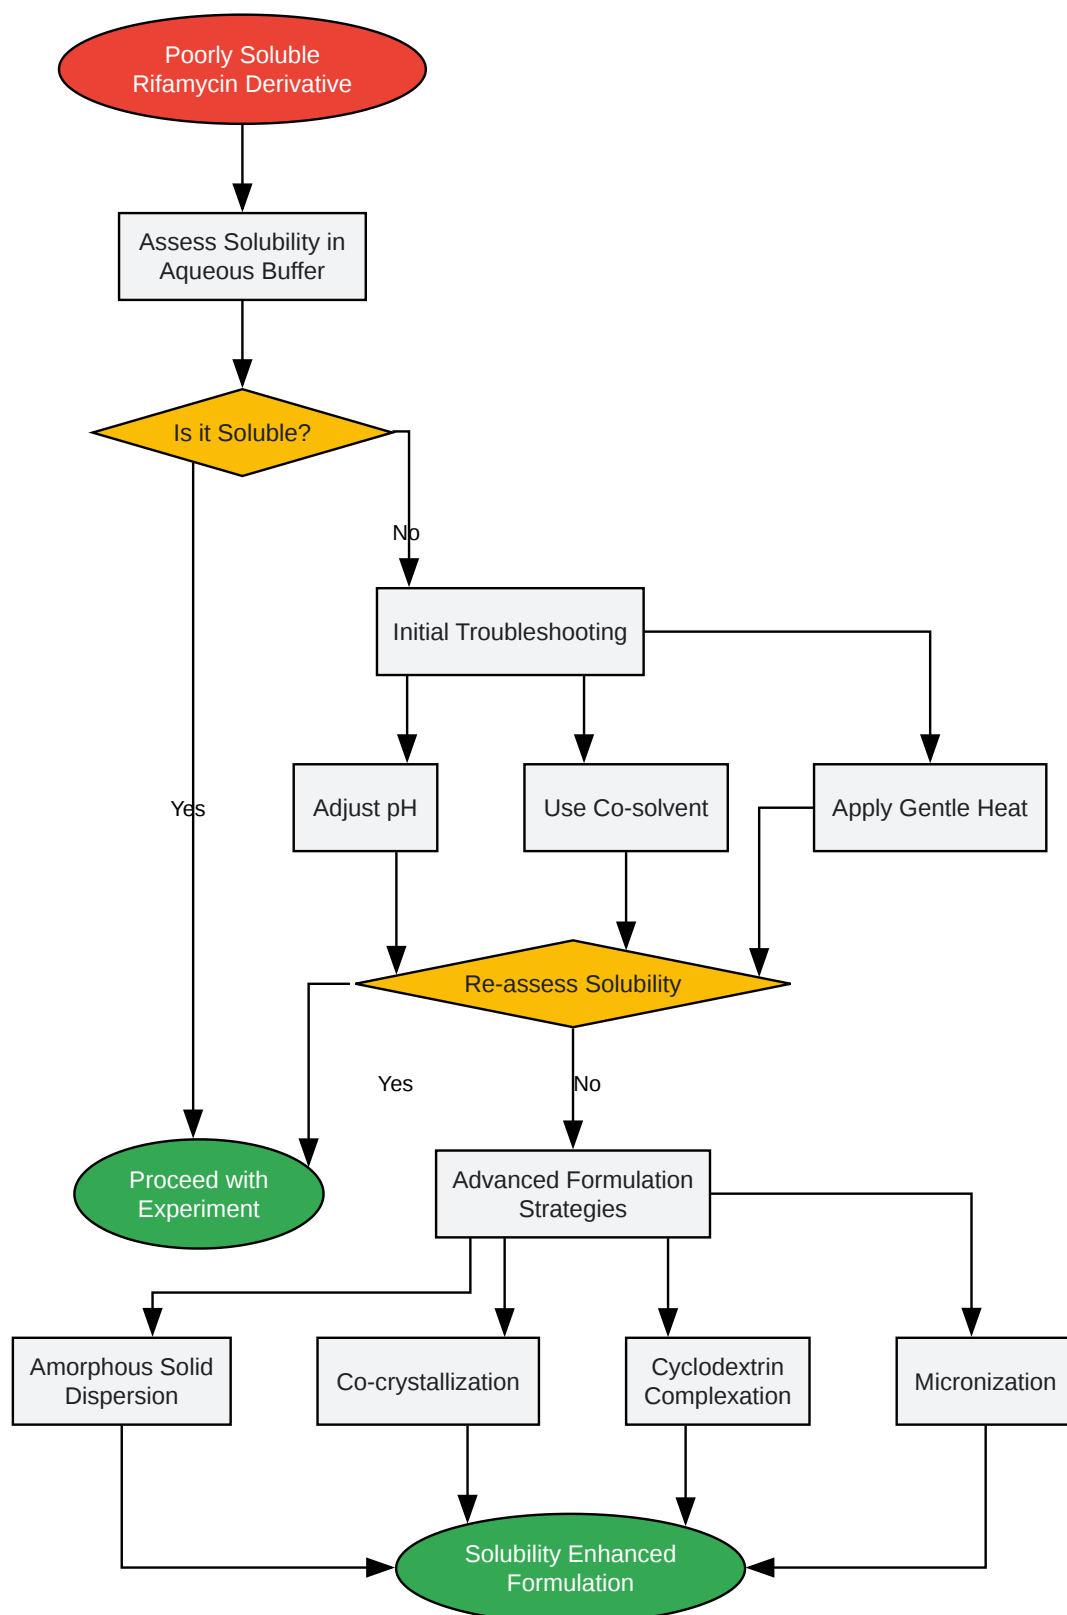 Poorly Soluble
Rifamycin Derivative
Assess Solubility in
Aqueous Buffer
Is it Soluble?
No
Initial Troubleshooting
Yes
Adjust pH
Use Co-solvent
Apply Gentle Heat
Re-assess Solubility
Yes
No
Proceed with
Experiment
Advanced Formulation
Strategies
Amorphous Solid
Dispersion
Co-crystallization
Cyclodextrin
Complexation
Micronization
Solubility Enhanced
Formulation